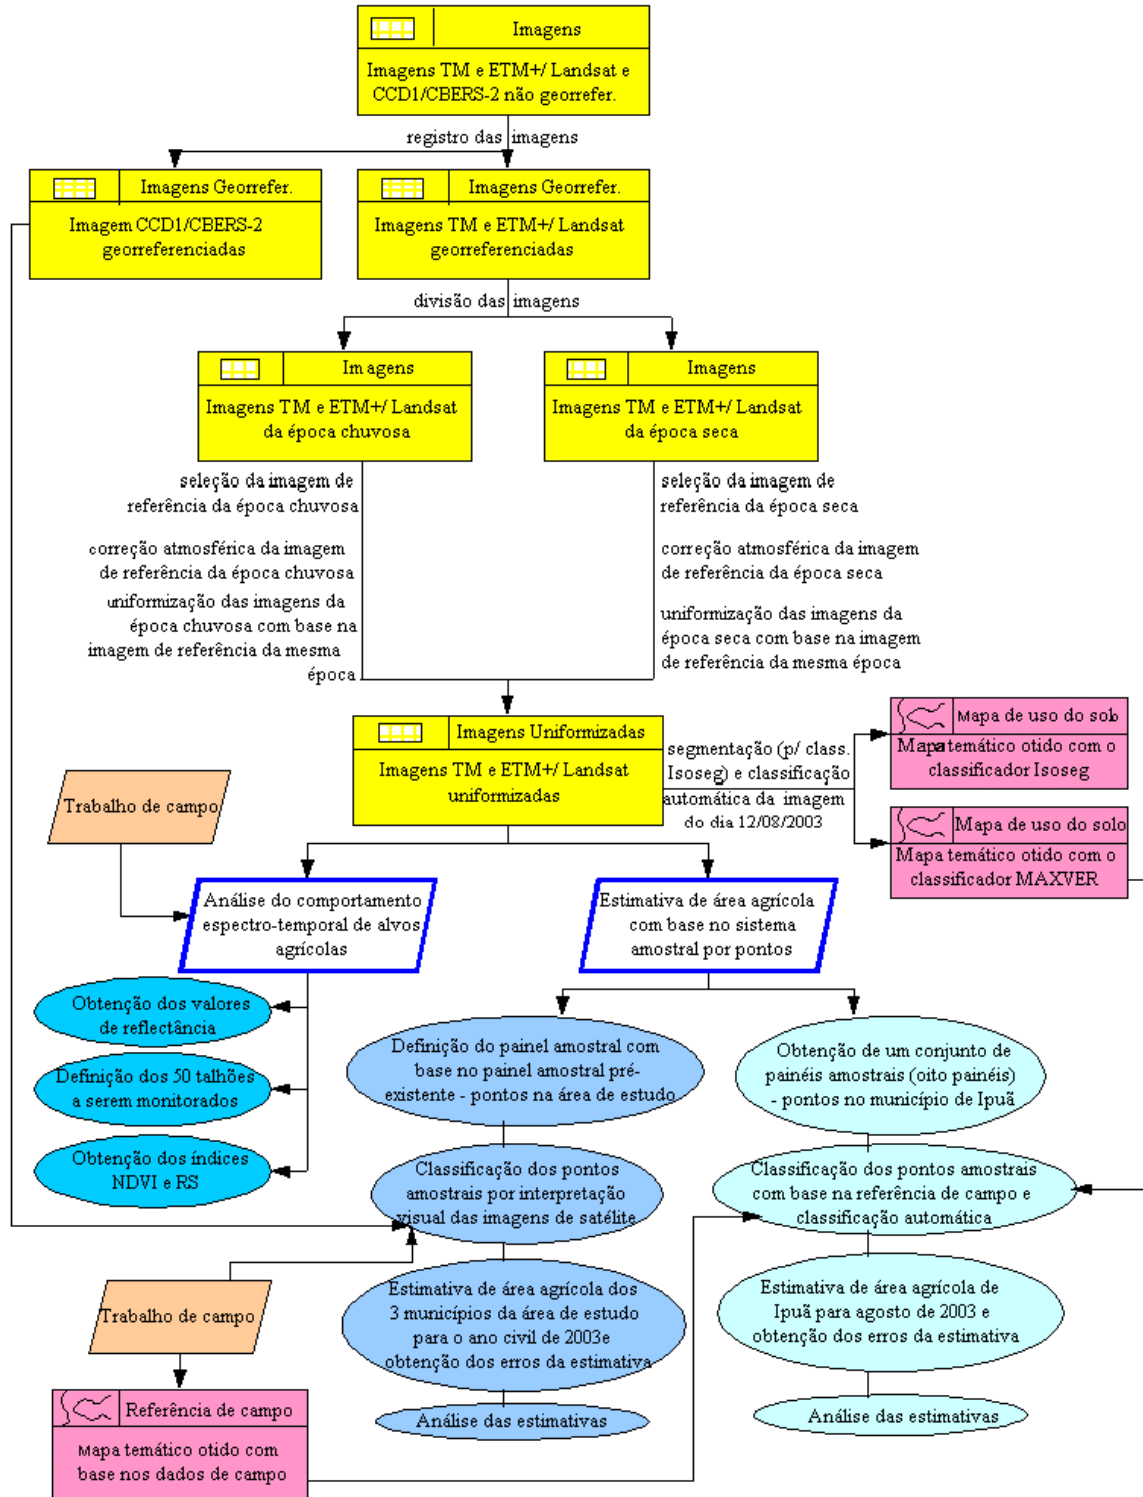 Imagens
Imagens TM e ETM+/ Landsat e
CCD1/CBERS-2 não georrefer.
registro das imagens
Imagens Georrefer.
Imagem CCD1/CBERS-2
georreferenciadas
Imagens Georrefer.
Imagens TM e ETM+/ Landsat
georreferenciadas
divisão das imagens
Imagens
Imagens TM e ETM+/ Landsat
da época chuvosa
Imagens
Imagens TM e ETM+/ Landsat
da época seca
seleção da imagem de
referência da época chuvosa
correção atmosférica da imagem
de referência da época chuvosa
uniformização das imagens da
época chuvosa com base na
imagem de referência da mesma
época
seleção da imagem de
referência da época seca
correção atmosférica da imagem
de referência da época seca
uniformização das imagens da
época seca com base na imagem
de referência da mesma época
Imagens Uniformizadas
Imagens TM e ETM+/ Landsat
uniformizadas
segmentação (p/ class.
Isoseg) e classificação
automática da imagem
do dia 12/08/2003
Mapa de uso do solo
Mapa temático otido com o
classificador Isoseg
Mapa de uso do solo
Mapa temático otido com o
classificador MAXVER
Trabalho de campo
Análise do comportamento
espectro-temporal de alvos
agrícolas
Estimativa de área agrícola
com base no sistema
amostral por pontos
Obtenção dos valores
de reflectância
Definição dos 50 talhões
a serem monitorados
Obtenção dos índices
NDVI e RS
Definição do painel amostral com
base no painel amostral pré-
existente - pontos na área de estudo
Classificação dos pontos
amostrais por interpretação
visual das imagens de satélite
Estimativa de área agrícola dos
3 municípios da área de estudo
para o ano civil de 2003e
obtenção dos erros da estimativa
Análise das estimativas
Obtenção de um conjunto de
painéis amostrais (oito painéis)
- pontos no município de Ipuã
Classificação dos pontos amostrais
com base na referência de campo e
classificação automática
Estimativa de área agrícola de
Ipuã para agosto de 2003 e
obtenção dos erros da estimativa
Análise das estimativas
Trabalho de campo
Referência de campo
Mapa temático otido com
base nos dados de campo